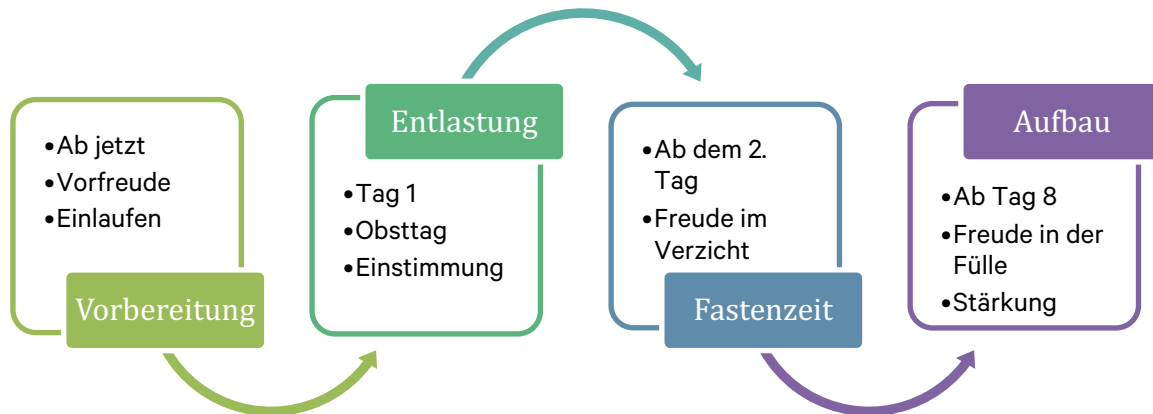 •Ab jetzt
•Vorfreude
•Einlaufen
Vorbereitung
Entlastung
•Tag 1
•Obsttag
•Einstimmung
•Ab dem 2.
Tag
•Freude im
Verzicht
Fastenzeit
Aufbau
•Ab Tag 8
•Freude in der
Fülle
•Stärkung